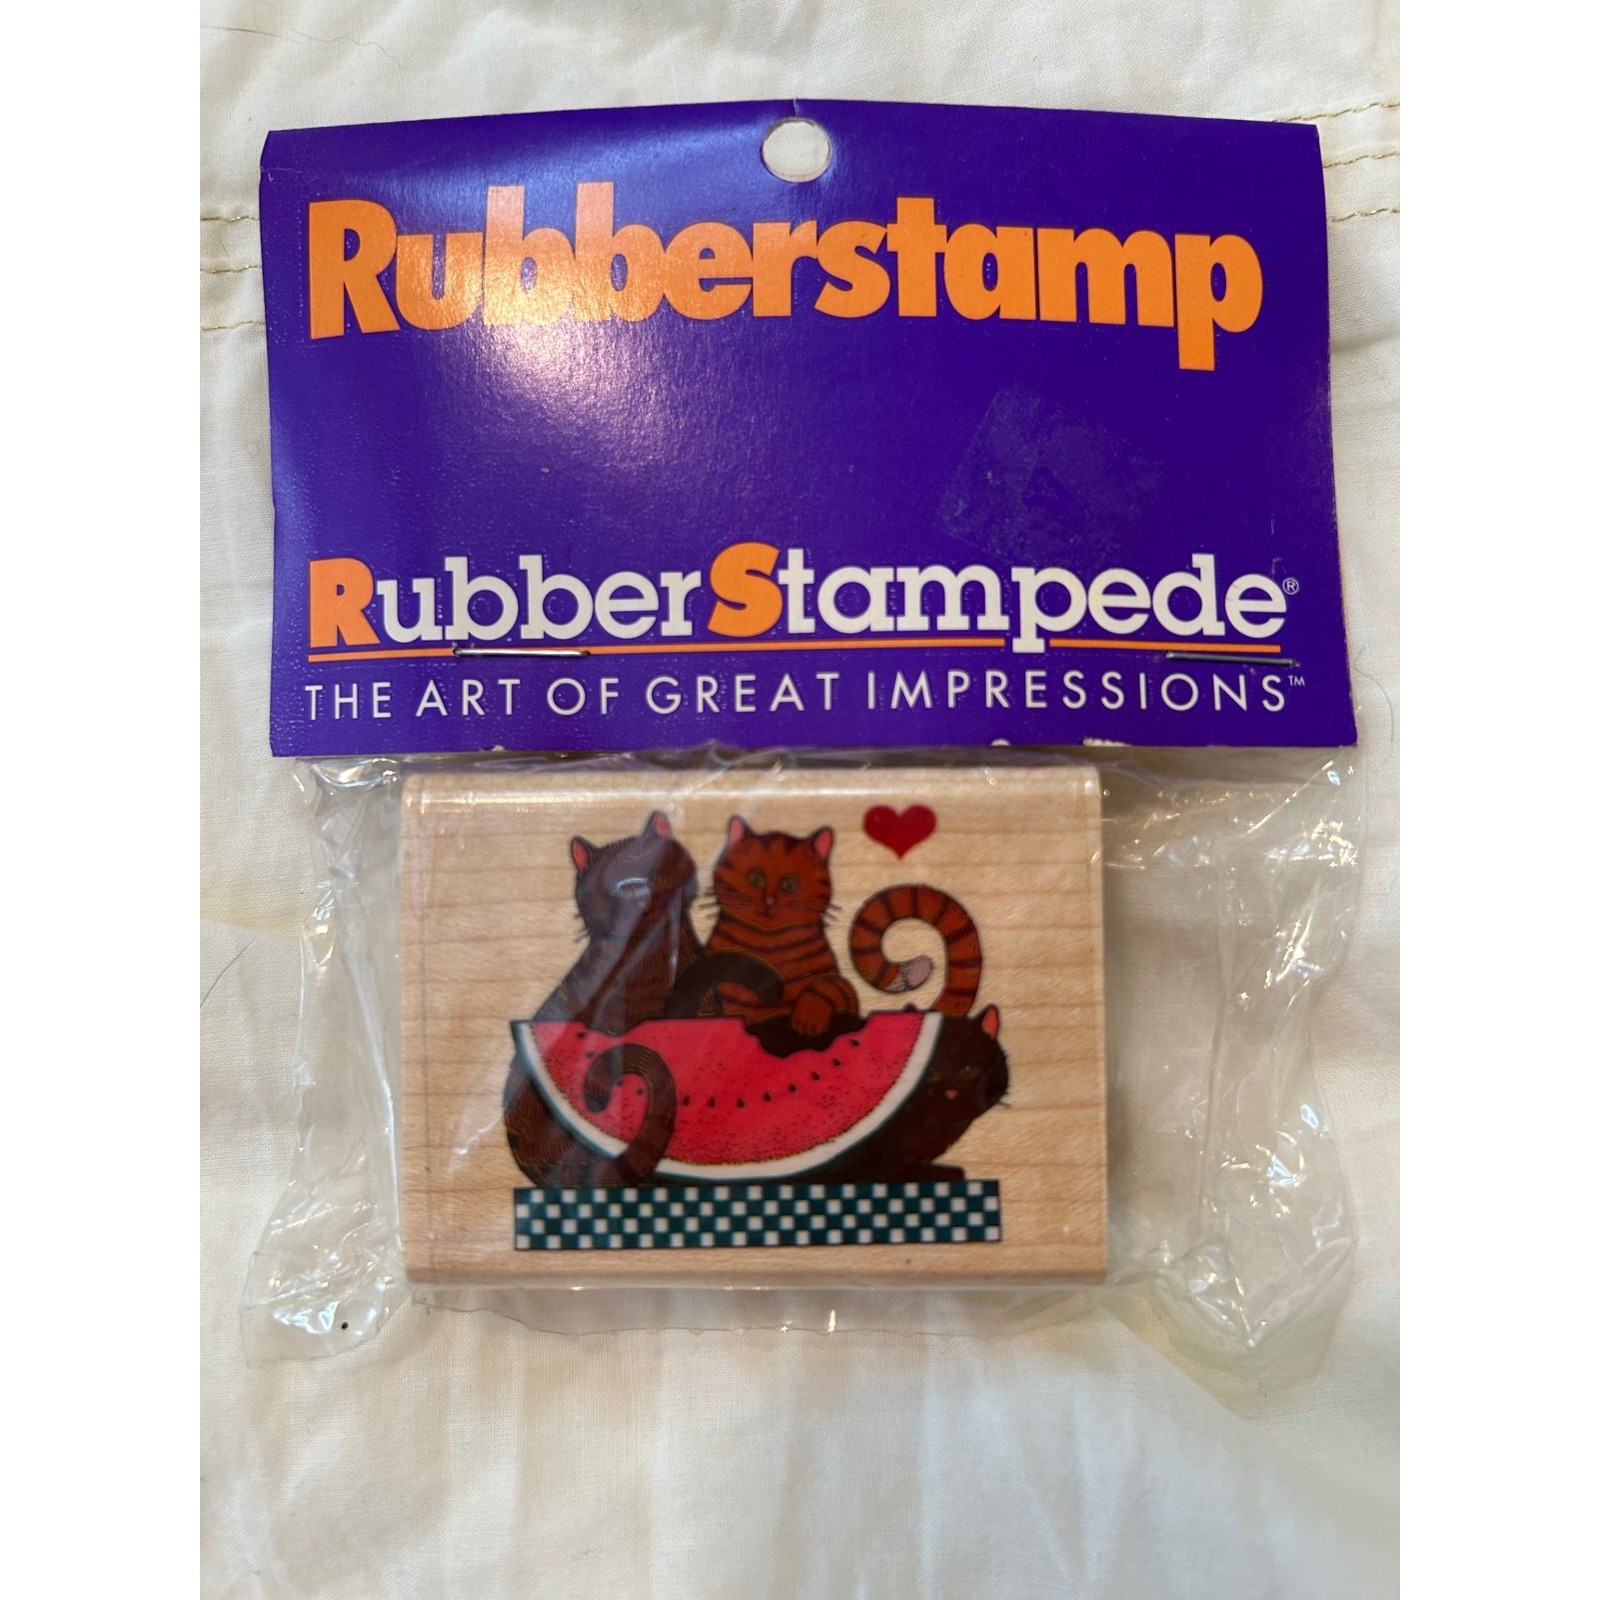 Rubberstamp
RubberStampede®
THE ART OF GREAT IMPRESSIONS™